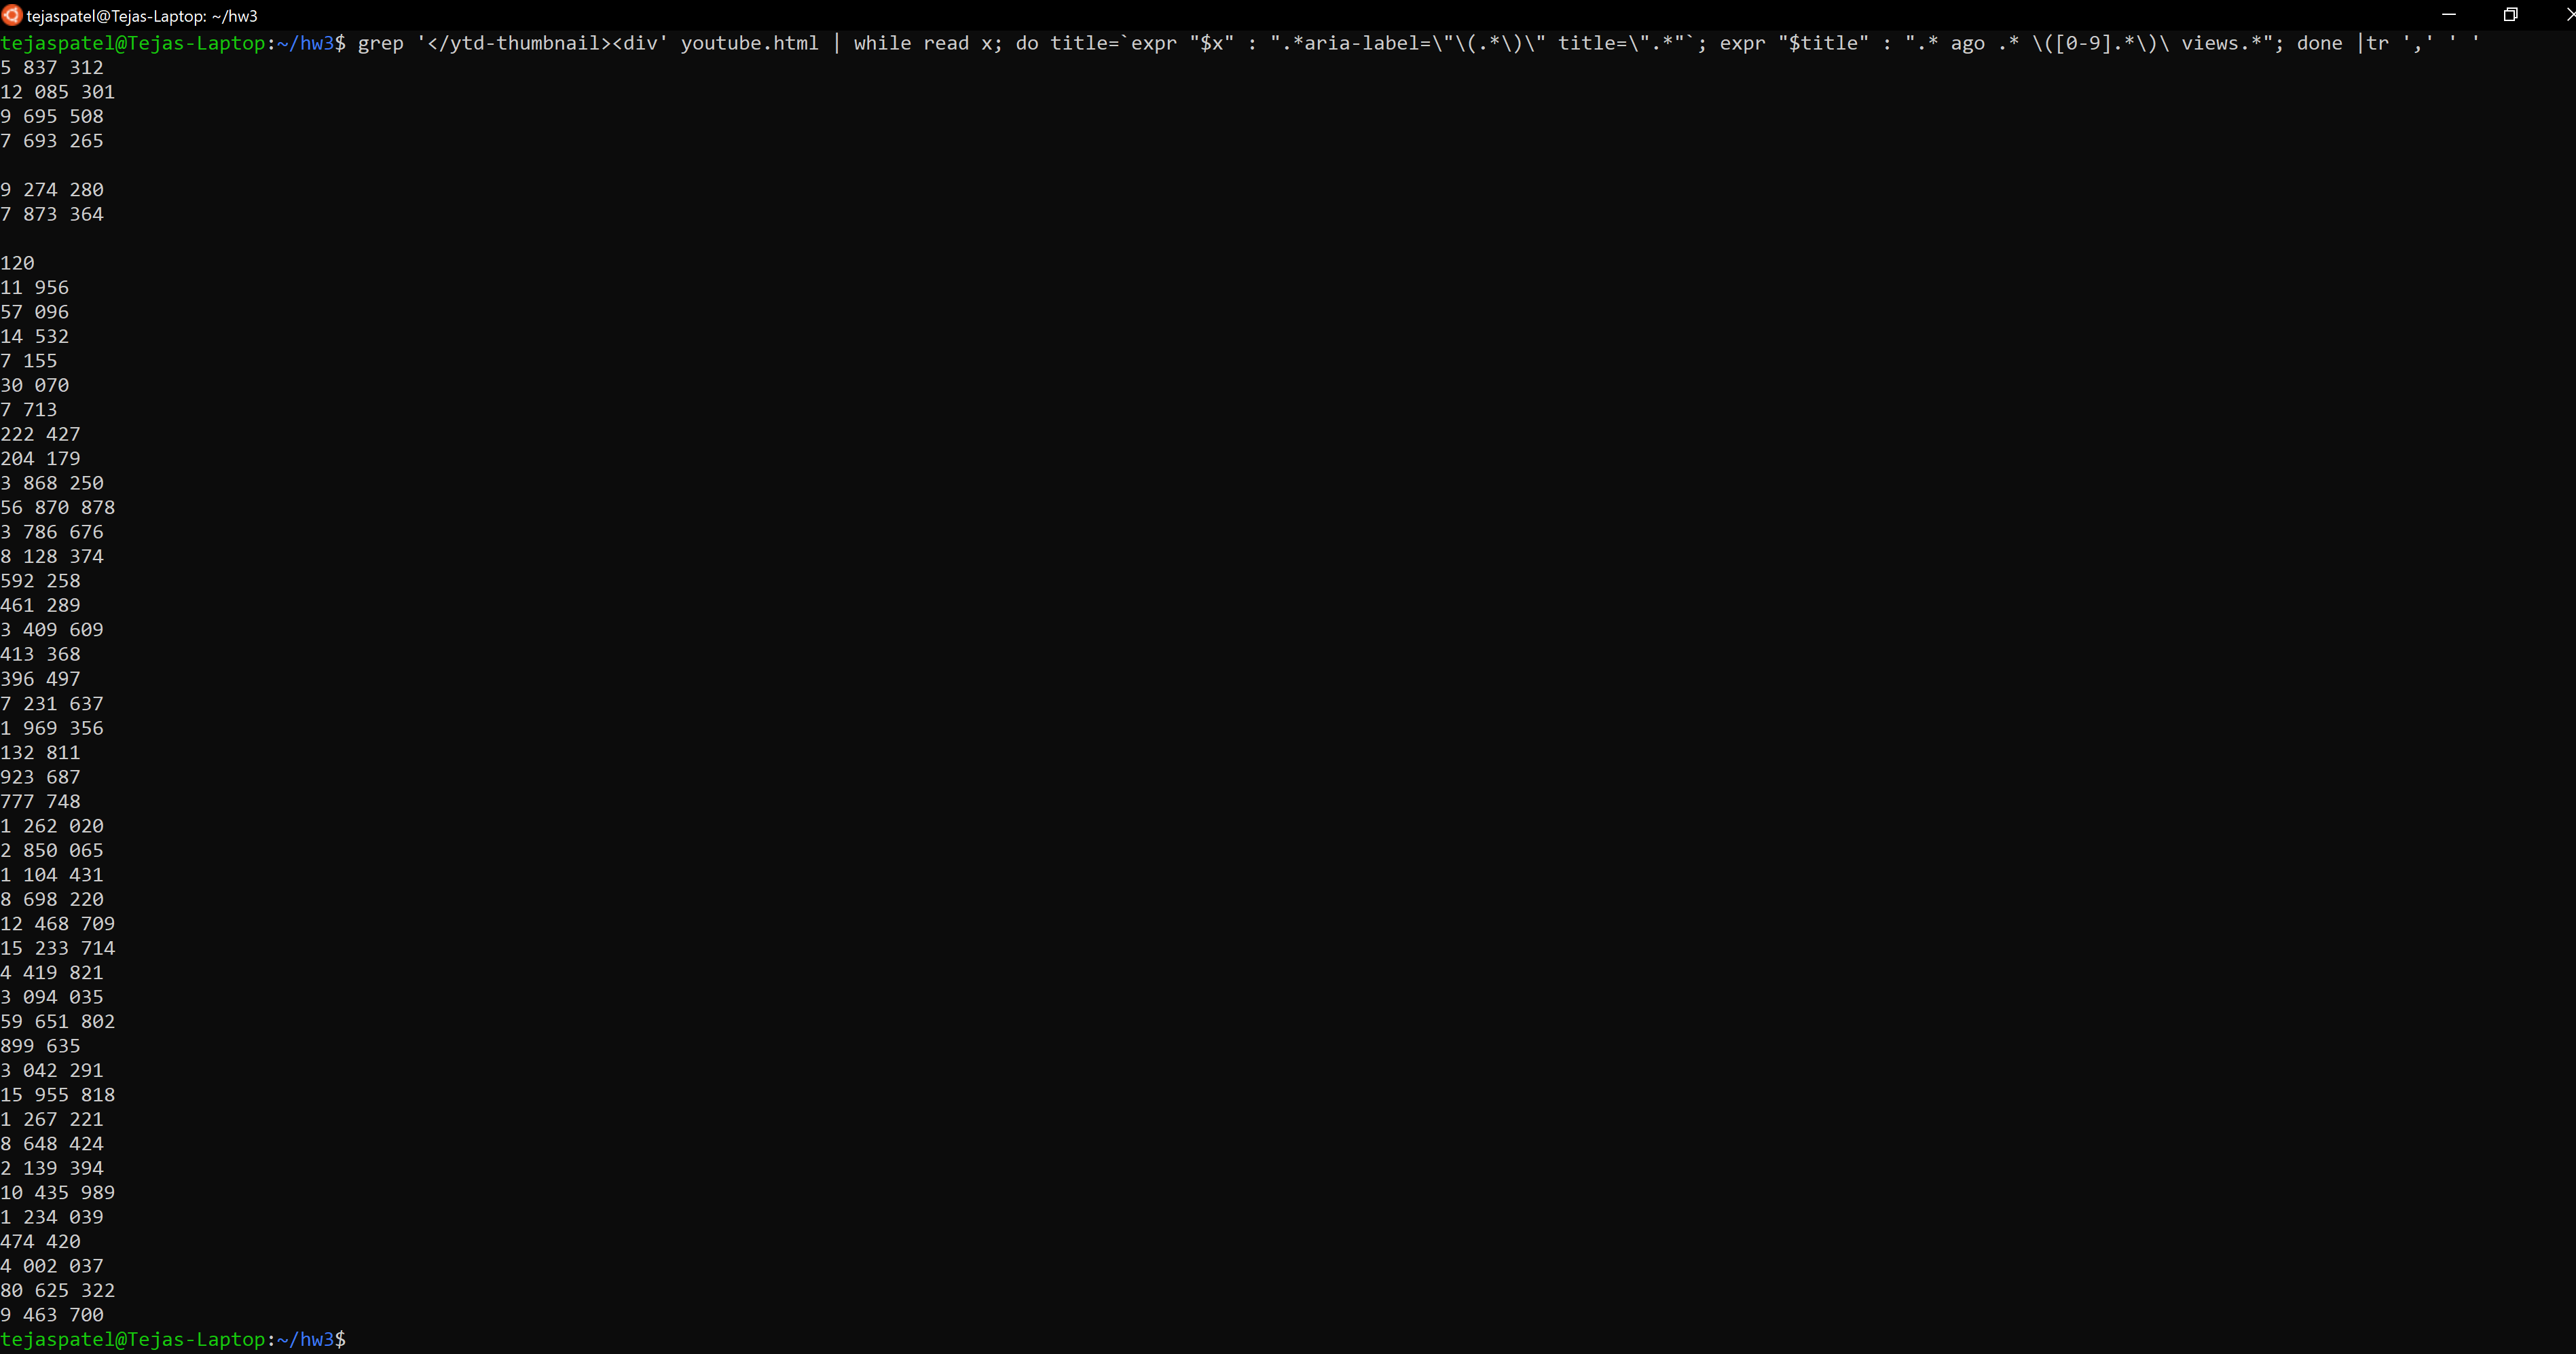 tejaspatel@Tejas-Laptop: ~/hw3
tejaspatel@Tejas-Laptop:~/hw3$ grep '</ytd-thumbnail><div' youtube.html | while read x; do title=`expr "$x" : ".*aria-label=\"\(.*\)\" title=\".*"`; expr "$title" : ".* ago .* \([0-9].*\)\ views.*"; done |tr ',' ' '
5 837 312
12 085 301
9 695 508
7 693 265

9 274 280
7 873 364

120
11 956
57 096
14 532
7 155
30 070
7 713
222 427
204 179
3 868 250
56 870 878
3 786 676
8 128 374
592 258
461 289
3 409 609
413 368
396 497
7 231 637
1 969 356
132 811
923 687
777 748
1 262 020
2 850 065
1 104 431
8 698 220
12 468 709
15 233 714
4 419 821
3 094 035
59 651 802
899 635
3 042 291
15 955 818
1 267 221
8 648 424
2 139 394
10 435 989
1 234 039
474 420
4 002 037
80 625 322
9 463 700
tejaspatel@Tejas-Laptop:~/hw3$